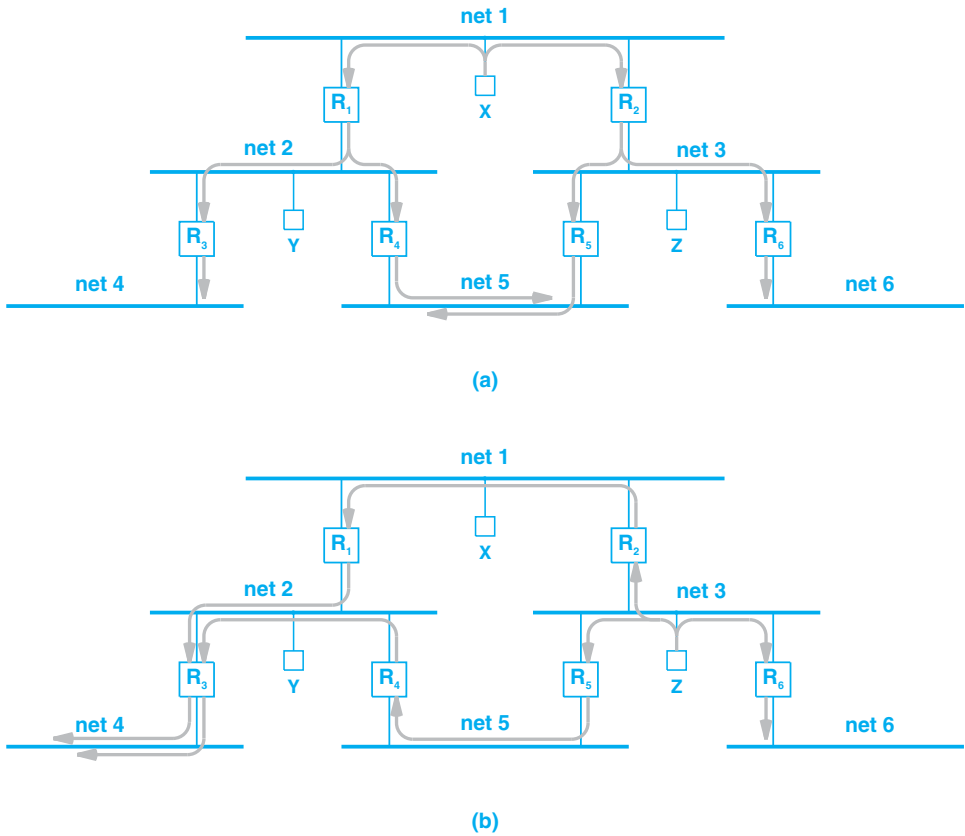 net 1
R1 X R2
net 2 net 3
R3 Y R4 R5 Z R6
net 4 net 5 net 6
(a)
net 1
R1 X R2
net 2 net 3
R3 Y R4 R5 Z R6
net 4 net 5 net 6
(b)